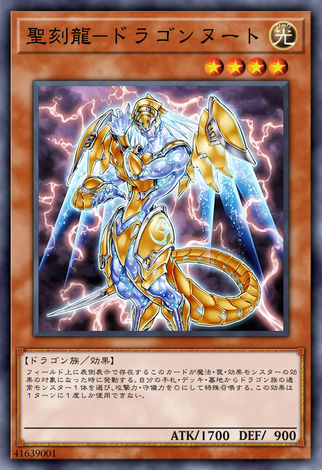 聖刻龍－ドラゴンヌート
光
【ドラゴン族／効果】
フィールド上に表側表示で存在するこのカードが魔法・罠・効果モンスターの
効果の対象になった時に発動する。自分の手札・デッキ・墓地からドラゴン族の通
常モンスター１体を選び、攻撃力・守備力を０にして特殊召喚する。この効果は
１ターンに１度しか使用できない。
ATK/1700 DEF/ 900
41639001